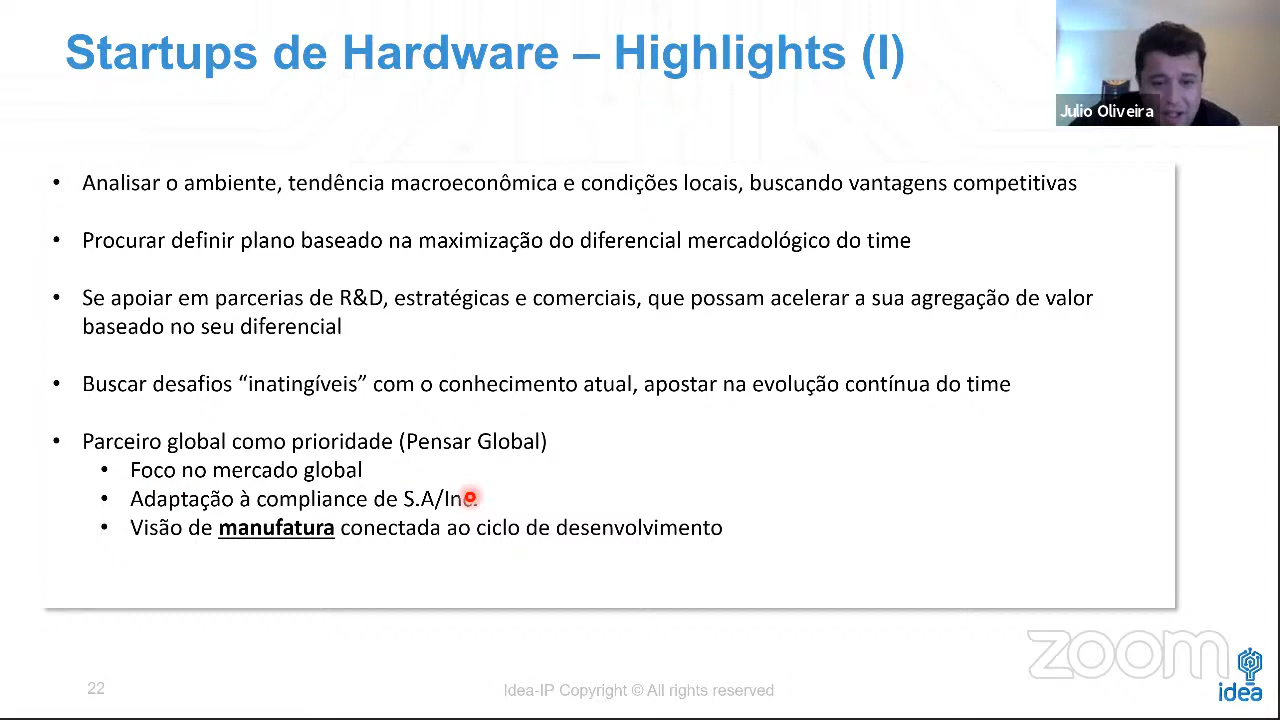 Startups de Hardware – Highlights (I)
Julio Oliveira
• Analisar o ambiente, tendência macroeconômica e condições locais, buscando vantagens competitivas
• Procurar definir plano baseado na maximização do diferencial mercadológico do time
• Se apoiar em parcerias de R&D, estratégicas e comerciais, que possam acelerar a sua agregação de valor
baseado no seu diferencial
• Buscar desafios “inatingíveis” com o conhecimento atual, apostar na evolução contínua do time
• Parceiro global como prioridade (Pensar Global)
• Foco no mercado global
• Adaptação à compliance de S.A/Inc.
• Visão de manufatura conectada ao ciclo de desenvolvimento
zoom
22
Idea-IP Copyright © All rights reserved
idea